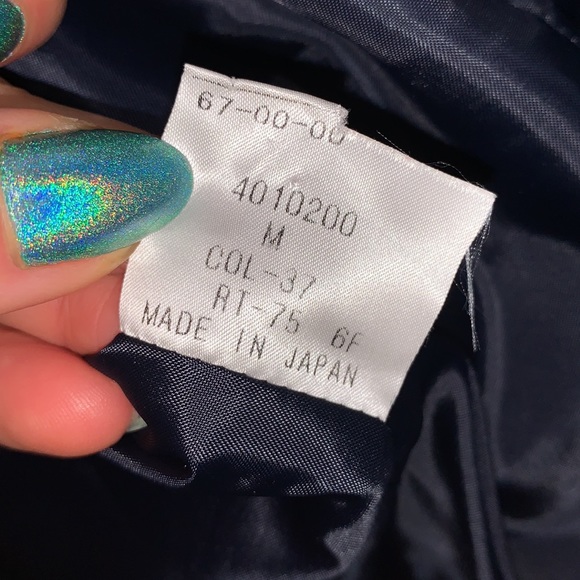 67-00-00
4010200
M
COL-37
RT-75 6F
MADE IN JAPAN